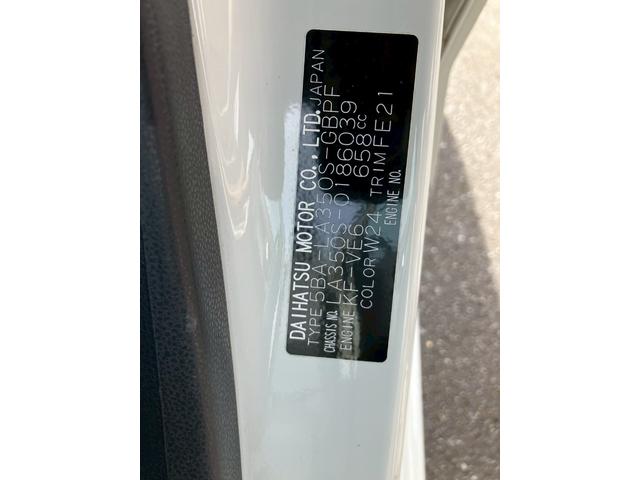 DAIHATSU MOTOR CO., LTD. JAPAN
TYPE 5BA-LA350S-GBPF
CHASSIS NO. LA350S-0186039
ENGINE KF-VE6 658cc
COLOR W24 TRIM FE21
ENGINE NO.